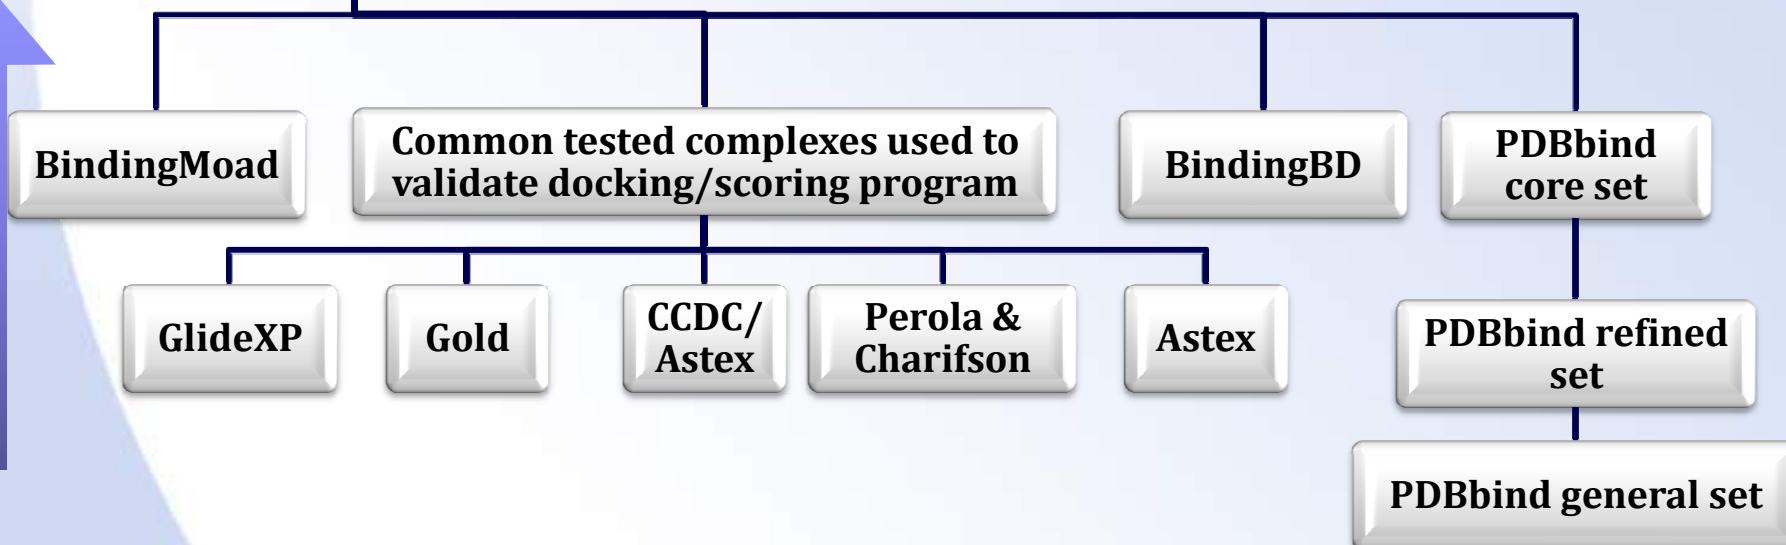 BindingMoad
Common tested complexes used to
validate docking/scoring program
BindingBD
PDBbind
core set
GlideXP
Gold
CCDC/
Astex
Perola &
Charifson
Astex
PDBbind refined
set
PDBbind general set